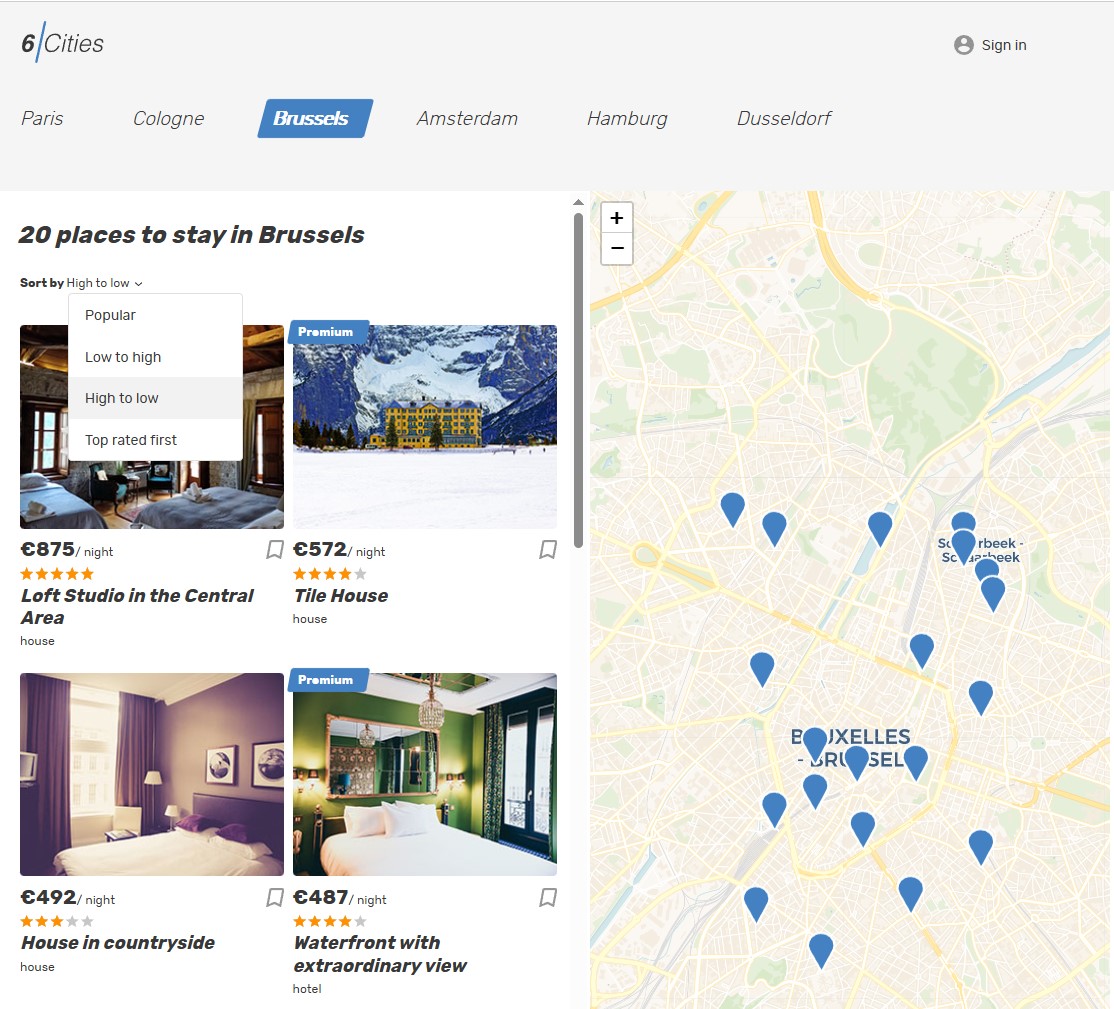 6 Cities
Sign in
Paris
Cologne
Brussels
Amsterdam
Hamburg
Dusseldorf
20 places to stay in Brussels
Sort by High to low
Popular
Low to high
High to low
Top rated first
Premium
€875/ night
Loft Studio in the Central
Area
house
€572/ night
Tile House
house
Premium
€492/ night
House in countryside
house
€487/ night
Waterfront with
extraordinary view
hotel
+
−
BRUXELLES